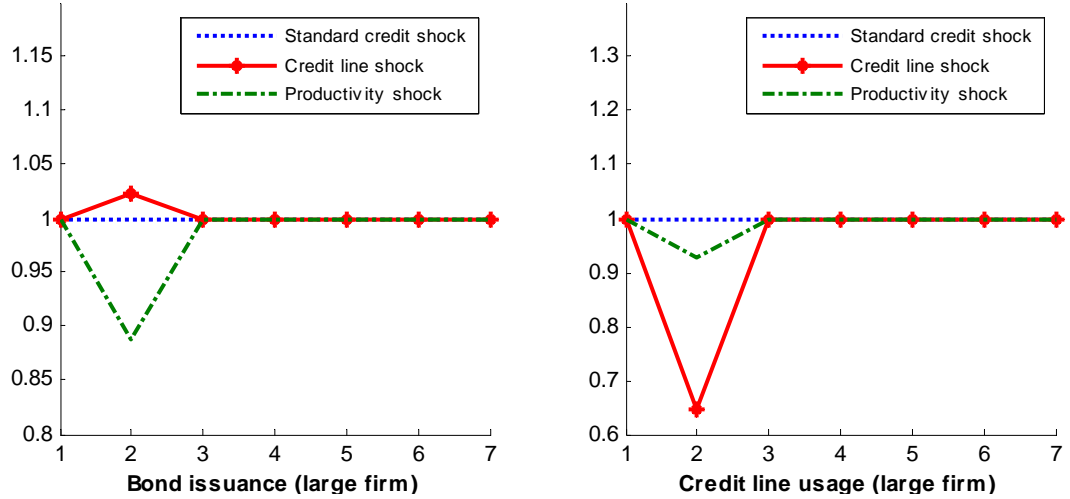 Standard credit shock
Credit line shock
Productivity shock
1.15
1.1
1.05
1
0.95
0.9
0.85
0.8
1 2 3 4 5 6 7
Bond issuance (large firm)
Standard credit shock
Credit line shock
Productivity shock
1.3
1.2
1.1
1
0.9
0.8
0.7
0.6
1 2 3 4 5 6 7
Credit line usage (large firm)